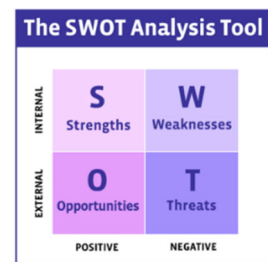 The SWOT Analysis Tool
INTERNAL
S
Strengths
W
Weaknesses
EXTERNAL
O
Opportunities
T
Threats
POSITIVE
NEGATIVE